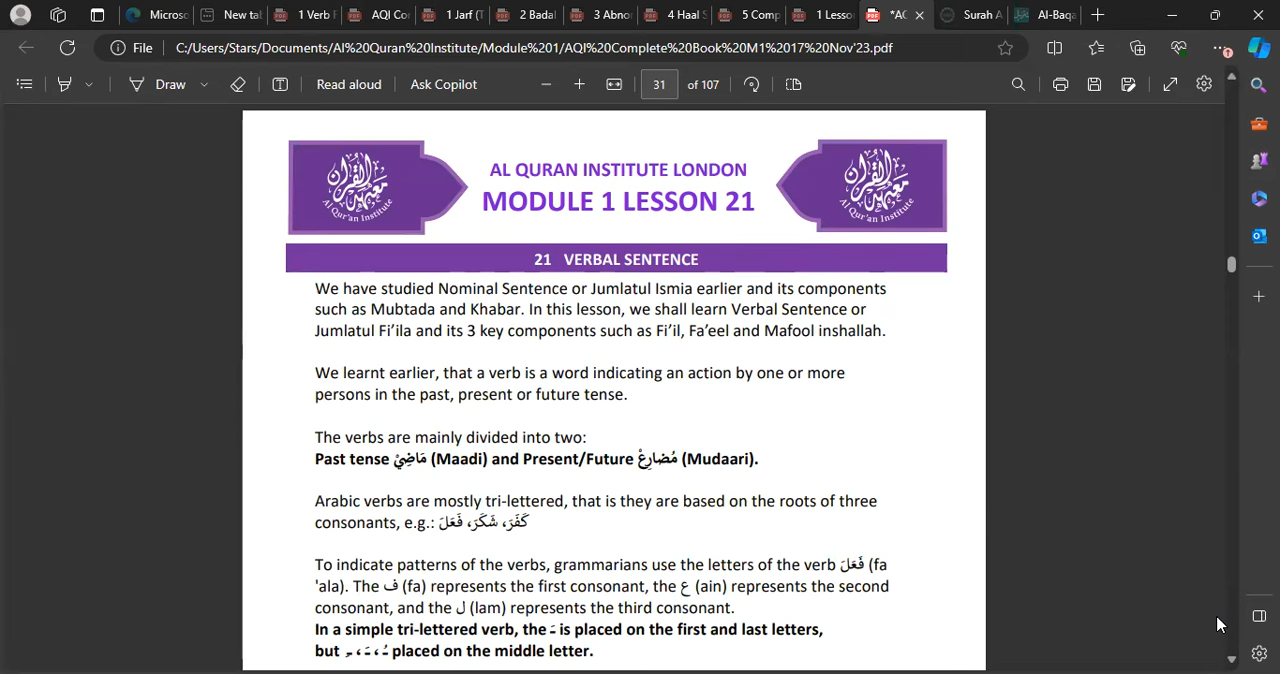 Microso
New tab
1 Verb F
AQI Co
1 Jarf (T
2 Badal
3 Abnor
4 Haal S
5 Comp
1 Lesso
*AQ
Surah A
Al-Baqa
File
C:/Users/Stars/Documents/Al%20Quran%20Institute/Module%201/AQI%20Complete%20Book%20M1%2017%20Nov'23.pdf
Draw
Read aloud
Ask Copilot
31 of 107
القرآن
Al Qur'an Institute
AL QURAN INSTITUTE LONDON
MODULE 1 LESSON 21
القرآن
Al Qur'an Institute
21 VERBAL SENTENCE
We have studied Nominal Sentence or Jumlatul Ismia earlier and its components
such as Mubtada and Khabar. In this lesson, we shall learn Verbal Sentence or
Jumlatul Fi'ila and its 3 key components such as Fi'il, Fa'eel and Mafool inshallah.
We learnt earlier, that a verb is a word indicating an action by one or more
persons in the past, present or future tense.
The verbs are mainly divided into two:
Past tense مَاضِيْ (Maadi) and Present/Future مُضارِعْ (Mudaari).
Arabic verbs are mostly tri-lettered, that is they are based on the roots of three
consonants, e.g.: كَفَرَ، شَكَرَ، فَعَلَ
To indicate patterns of the verbs, grammarians use the letters of the verb فَعَلَ (fa
'ala). The ف (fa) represents the first consonant, the ع (ain) represents the second
consonant, and the ل (lam) represents the third consonant.
In a simple tri-lettered verb, the ـَ is placed on the first and last letters,
but ـُ ، ـَ ، ـِ placed on the middle letter.